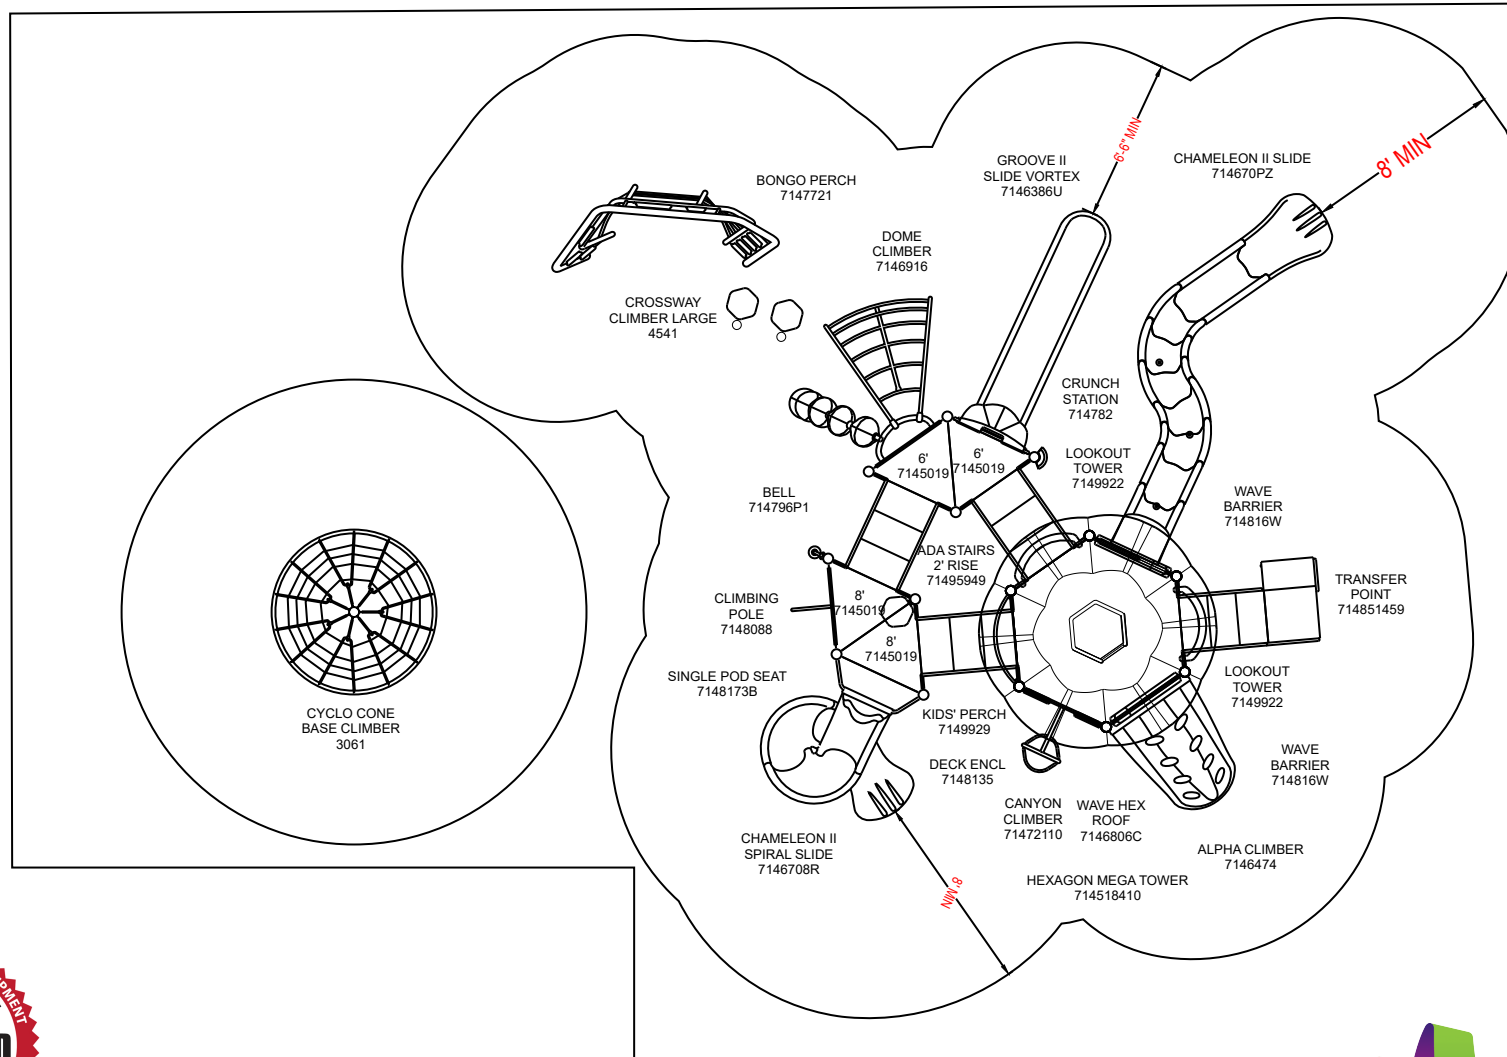 BONGO PERCH
7147721
GROOVE II
SLIDE VORTEX
7146386U
6'-6" MIN
CHAMELEON II SLIDE
714670PZ
8' MIN
DOME
CLIMBER
7146916
CROSSWAY
CLIMBER LARGE
4541
CRUNCH
STATION
714782
LOOKOUT
TOWER
7149922
6'
7145019
6'
7145019
BELL
714796P1
WAVE
BARRIER
714816W
ADA STAIRS
2' RISE
71495949
TRANSFER
POINT
714851459
CLIMBING
POLE
7148088
8'
7145019
8'
7145019
SINGLE POD SEAT
7148173B
LOOKOUT
TOWER
7149922
CYCLO CONE
BASE CLIMBER
3061
KIDS' PERCH
7149929
DECK ENCL
7148135
WAVE
BARRIER
714816W
CANYON
CLIMBER
71472110
WAVE HEX
ROOF
7146806C
CHAMELEON II
SPIRAL SLIDE
7146708R
ALPHA CLIMBER
7146474
8' MIN
HEXAGON MEGA TOWER
714518410